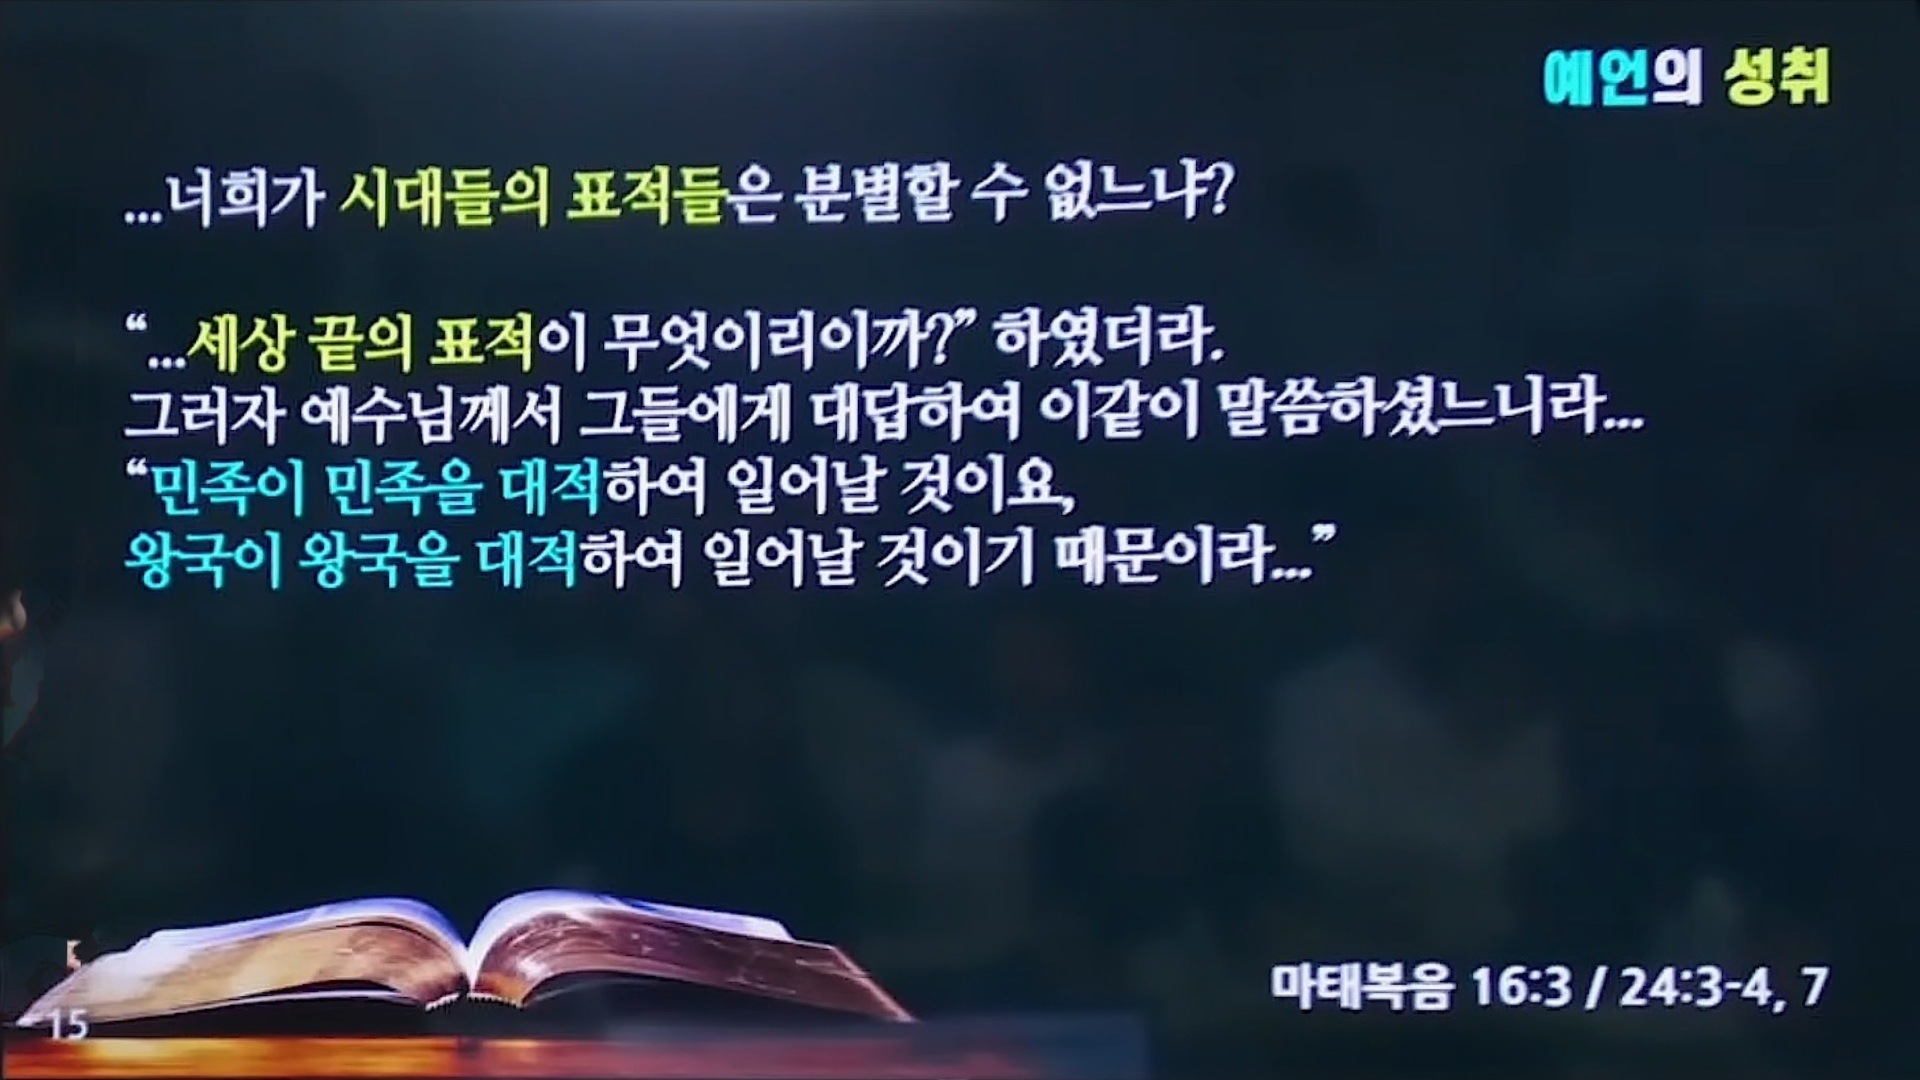 예언의 성취
...너희가 시대들의 표적들은 분별할 수 없느냐?
“...세상 끝의 표적이 무엇이리이까?” 하였더라.
그러자 예수님께서 그들에게 대답하여 이같이 말씀하셨느니라...
“민족이 민족을 대적하여 일어날 것이요,
왕국이 왕국을 대적하여 일어날 것이기 때문이라...”
마태복음 16:3 / 24:3-4, 7
15